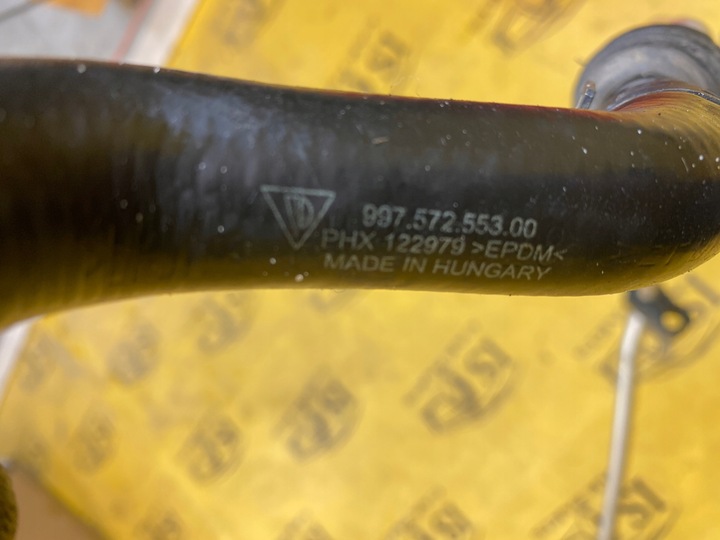 997.572.553.00
PHX 122979 >EPDM<
MADE IN HUNGARY